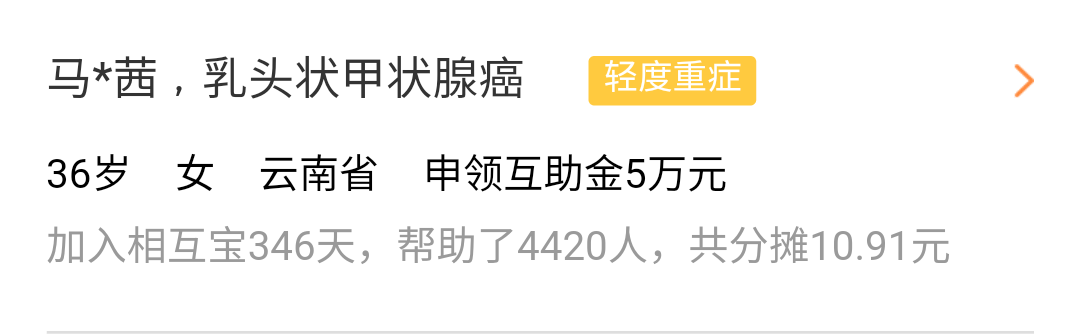 马*茜，乳头状甲状腺癌 轻度重症
36岁 女 云南省 申领互助金5万元
加入相互宝346天，帮助了4420人，共分摊10.91元